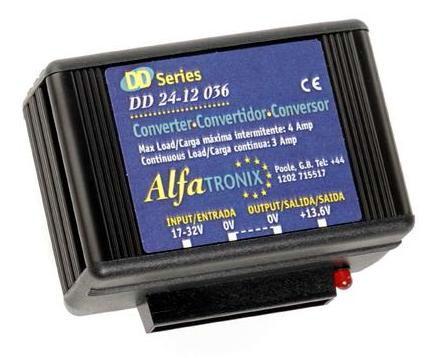 DD Series
DD 24-12 036
CE
Converter•Convertidor•Conversor
Max Load/Carga máxima intermitente: 4 Amp
Continuous Load/Carga continua: 3 Amp
AlfaTRONIX
Poole, G.B. Tel: +44
1202 715517
INPUT/ENTRADA OUTPUT/SALIDA/SAIDA
17-32V 0V 0V +13.6V